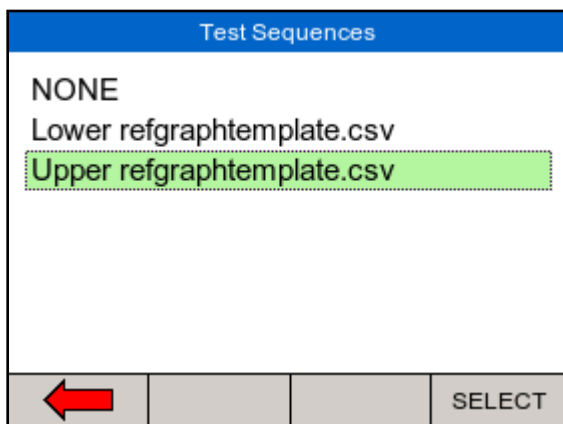 Test Sequences
NONE
Lower refgraphtemplate.csv
Upper refgraphtemplate.csv
SELECT